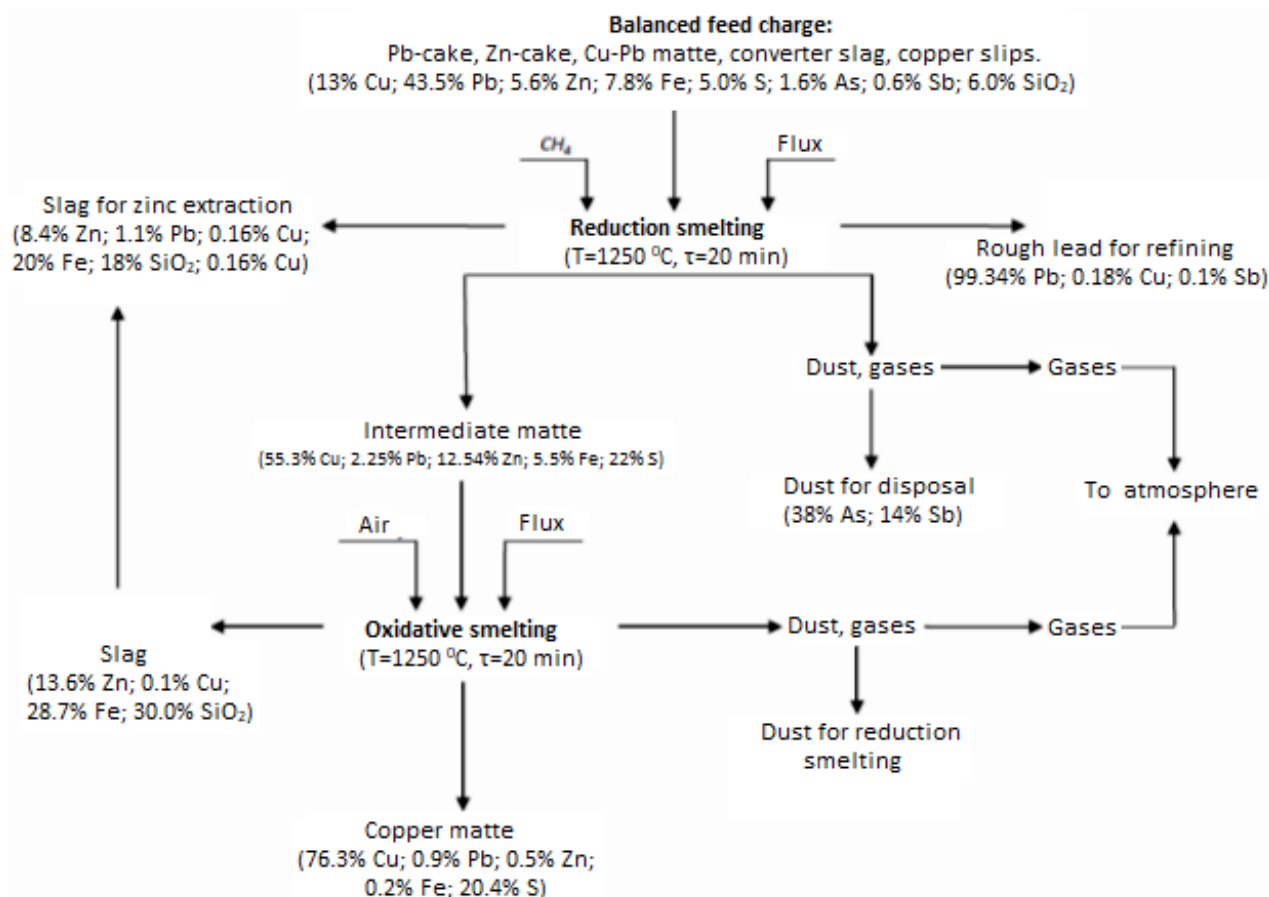 Balanced feed charge:
Pb-cake, Zn-cake, Cu-Pb matte, converter slag, copper slips.
(13% Cu; 43.5% Pb; 5.6% Zn; 7.8% Fe; 5.0% S; 1.6% As; 0.6% Sb; 6.0% SiO₂)
CH₄
Flux
Slag for zinc extraction
(8.4% Zn; 1.1% Pb; 0.16% Cu;
20% Fe; 18% SiO₂; 0.16% Cu)
Reduction smelting
(T=1250 ⁰C, τ=20 min)
Rough lead for refining
(99.34% Pb; 0.18% Cu; 0.1% Sb)
Dust, gases
Gases
Intermediate matte
(55.3% Cu; 2.25% Pb; 12.54% Zn; 5.5% Fe; 22% S)
Dust for disposal
(38% As; 14% Sb)
To atmosphere
Air
Flux
Oxidative smelting
(T=1250 ⁰C, τ=20 min)
Dust, gases
Gases
Slag
(13.6% Zn; 0.1% Cu;
28.7% Fe; 30.0% SiO₂)
Dust for reduction
smelting
Copper matte
(76.3% Cu; 0.9% Pb; 0.5% Zn;
0.2% Fe; 20.4% S)